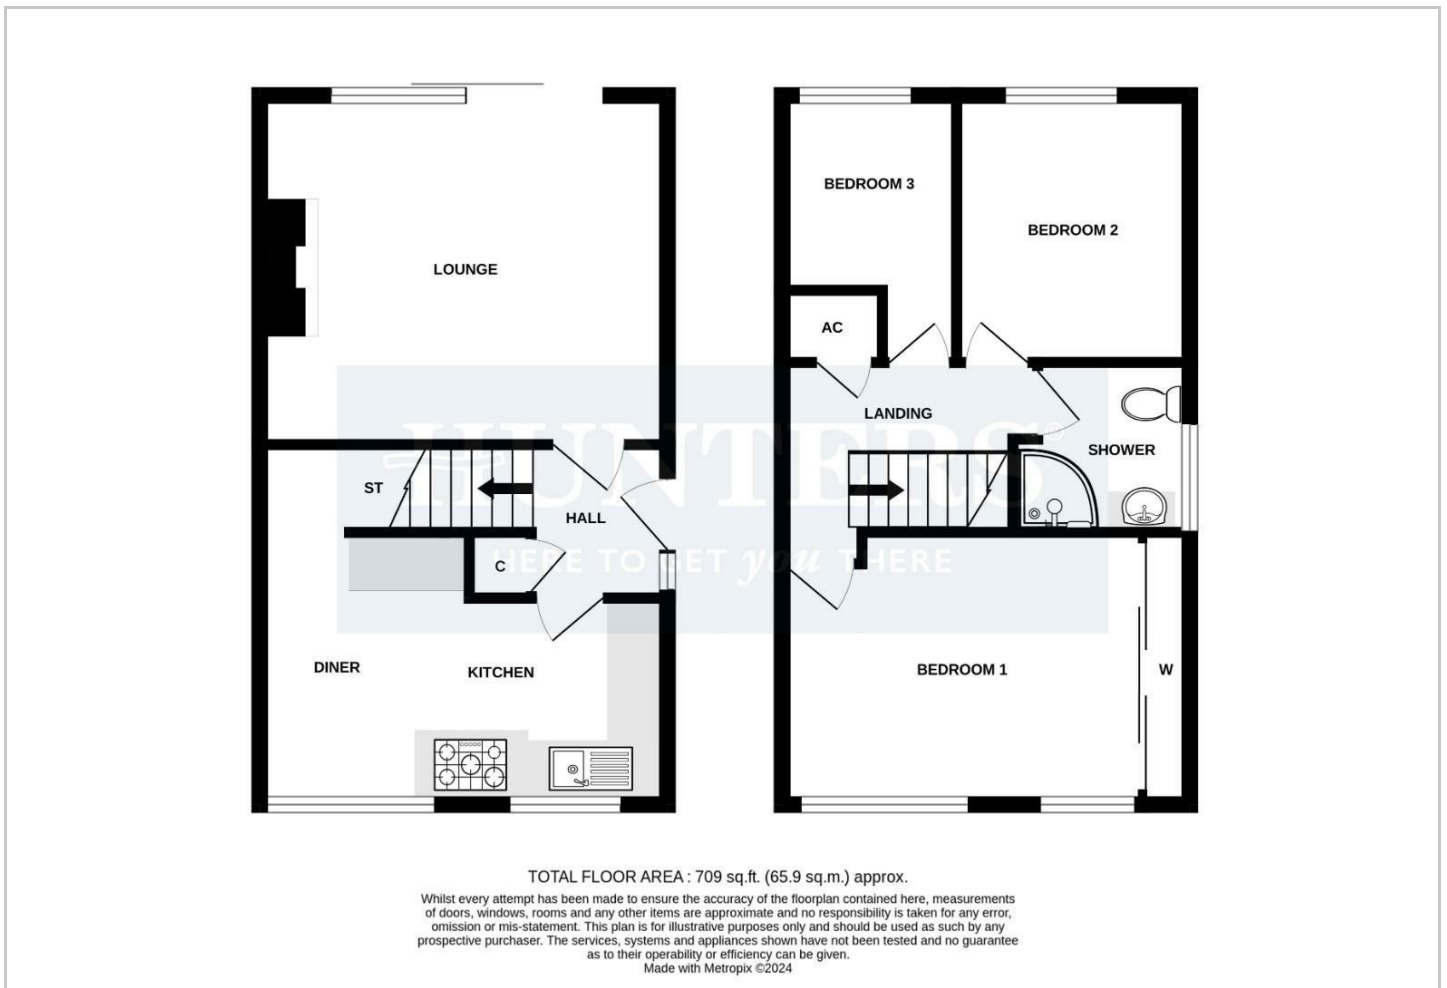 LOUNGE
ST
HALL
C
DINER
KITCHEN
BEDROOM 3
BEDROOM 2
AC
LANDING
SHOWER
BEDROOM 1
W
HUNTERS®
HERE TO GET you THERE
TOTAL FLOOR AREA : 709 sq.ft. (65.9 sq.m.) approx.
Whilst every attempt has been made to ensure the accuracy of the floorplan contained here, measurements
of doors, windows, rooms and any other items are approximate and no responsibility is taken for any error,
omission or mis-statement. This plan is for illustrative purposes only and should be used as such by any
prospective purchaser. The services, systems and appliances shown have not been tested and no guarantee
as to their operability or efficiency can be given.
Made with Metropix ©2024